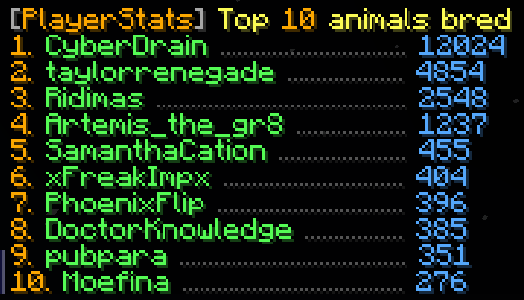 [PlayerStats] Top 10 animals bred
1. CyberDrain ........................ 12024
2. taylorrenegade .............. 4854
3. Ridimas ................................ 2548
4. Artemis_the_gr8 ............. 1237
5. SamanthaCation ............... 455
6. xFreakImpx ...................... 404
7. PhoenixFlip ....................... 396
8. DoctorKnowledge ............. 385
9. pubpara ............................. 351
10. Moefina .......................... 276